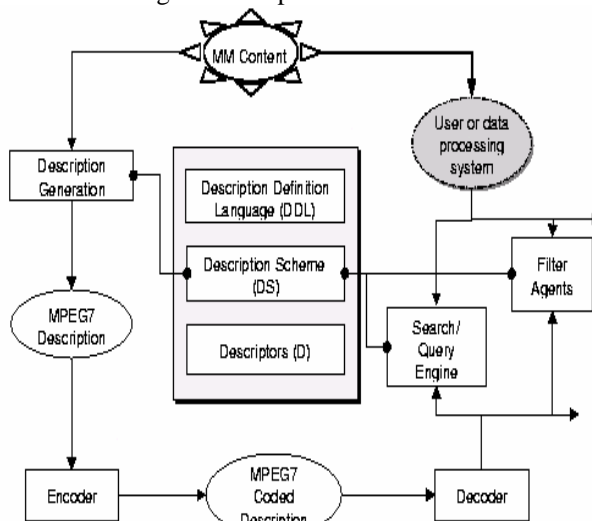 MM Content
User or data
processing
system
Description
Generation
Description Definition
Language (DDL)
Description Scheme
(DS)
Filter
Agents
MPEG7
Description
Search/
Query
Engine
Descriptors (D)
Encoder
MPEG7
Coded
Description
Decoder